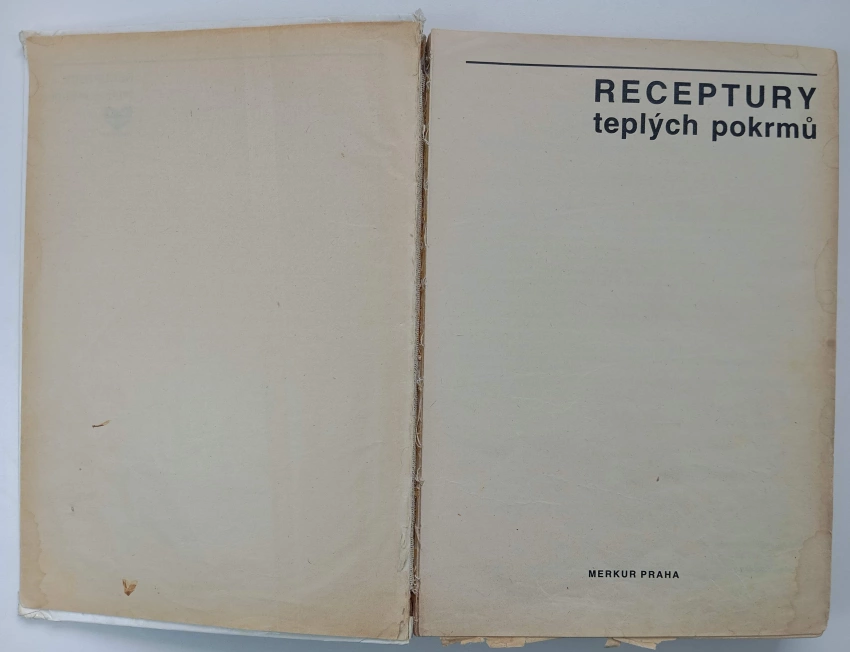 RECEPTURY
teplých pokrmů
MERKUR PRAHA